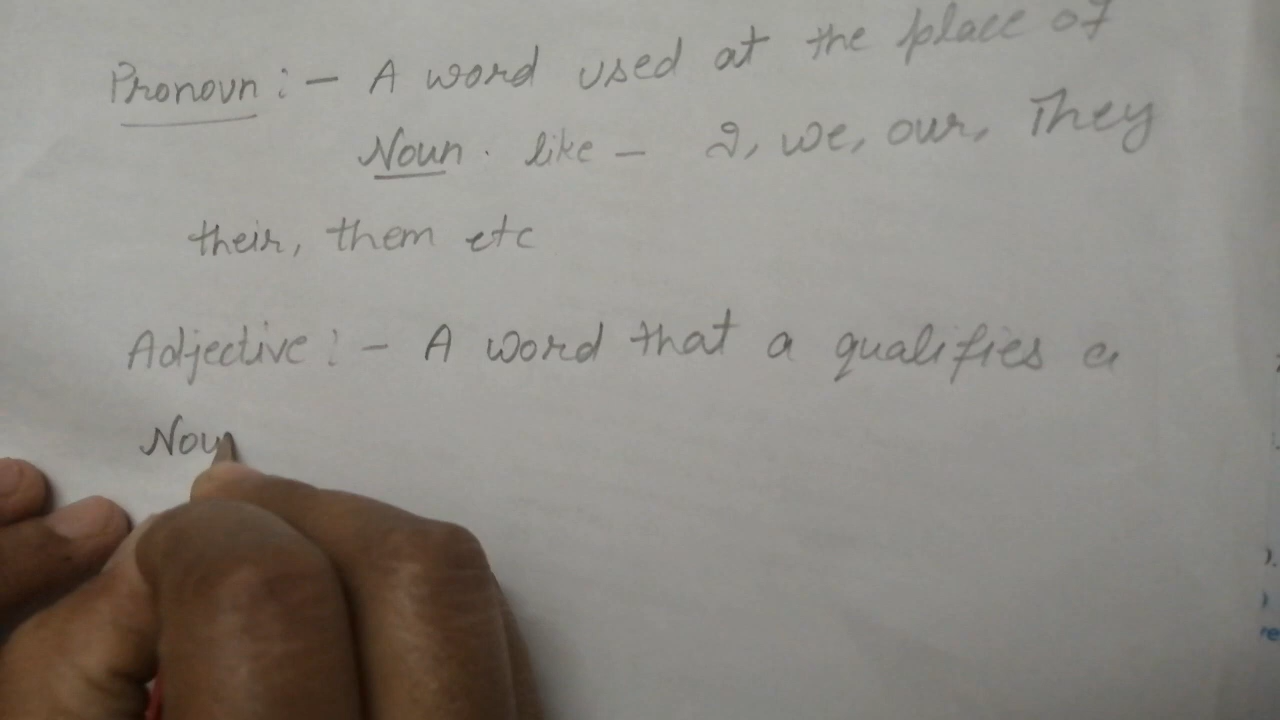 Pronoun :- A word used at the place of
Noun. like - I, we, our, They
their, them etc
Adjective :- A word that a qualifies a
Nou